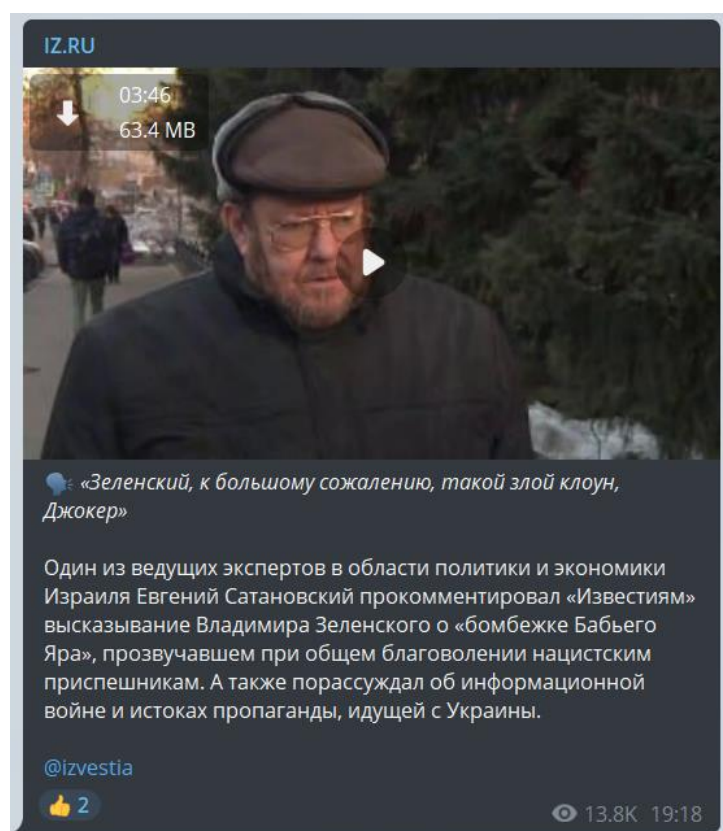 IZ.RU
03:46
63.4 MB
«Зеленский, к большому сожалению, такой злой клоун,
Джокер»
Один из ведущих экспертов в области политики и экономики
Израиля Евгений Сатановский прокомментировал «Известиям»
высказывание Владимира Зеленского о «бомбежке Бабьего
Яра», прозвучавшем при общем благоволении нацистским
приспешникам. А также порассуждал об информационной
войне и истоках пропаганды, идущей с Украины.
@izvestia
2
13.8K 19:18